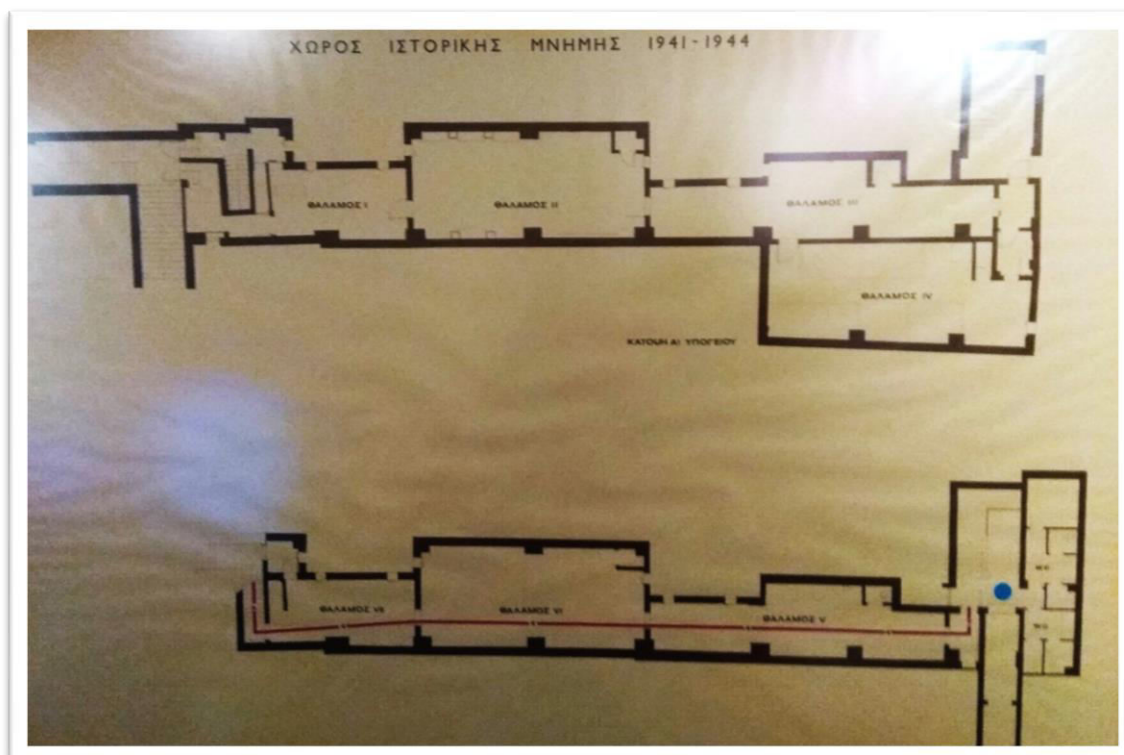 ΧΩΡΟΣ ΙΣΤΟΡΙΚΗΣ ΜΝΗΜΗΣ 1941-1944
ΘΑΛΑΜΟΣ I
ΘΑΛΑΜΟΣ II
ΘΑΛΑΜΟΣ III
ΘΑΛΑΜΟΣ IV
ΚΑΤΟΨΗ Α! ΥΠΟΓΕΙΟΥ
ΘΑΛΑΜΟΣ VII
ΘΑΛΑΜΟΣ VI
ΘΑΛΑΜΟΣ V